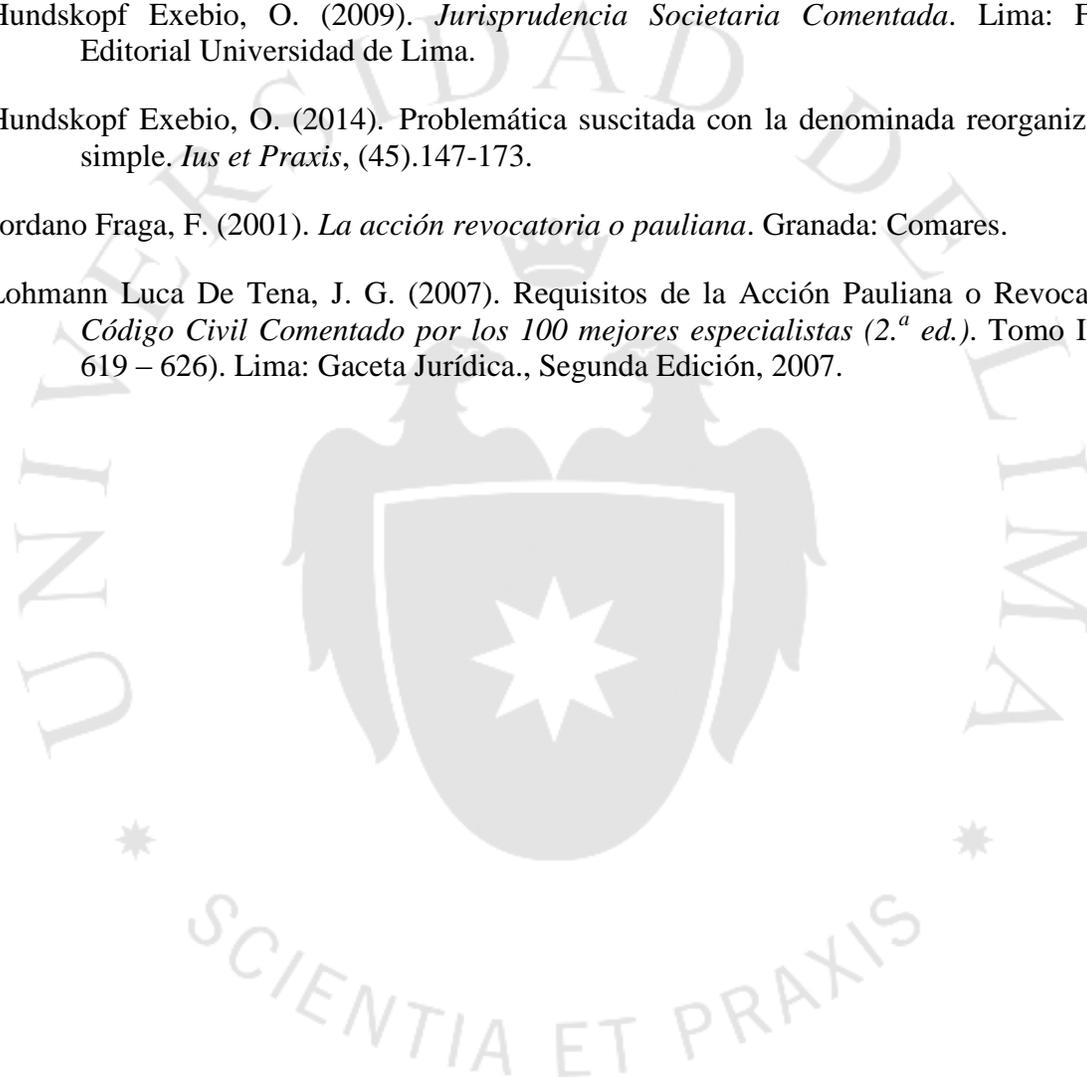 Hundskopf Exebio, O. (2009). Jurisprudencia Societaria Comentada. Lima: F
Editorial Universidad de Lima.
Hundskopf Exebio, O. (2014). Problemática suscitada con la denominada reorganiz
simple. Ius et Praxis, (45).147-173.
ordano Fraga, F. (2001). La acción revocatoria o pauliana. Granada: Comares.
Lohmann Luca De Tena, J. G. (2007). Requisitos de la Acción Pauliana o Revoca
Código Civil Comentado por los 100 mejores especialistas (2.ª ed.). Tomo I
619 – 626). Lima: Gaceta Jurídica., Segunda Edición, 2007.
UNIVERSIDAD DE LIMA
SCIENTIA ET PRAXIS